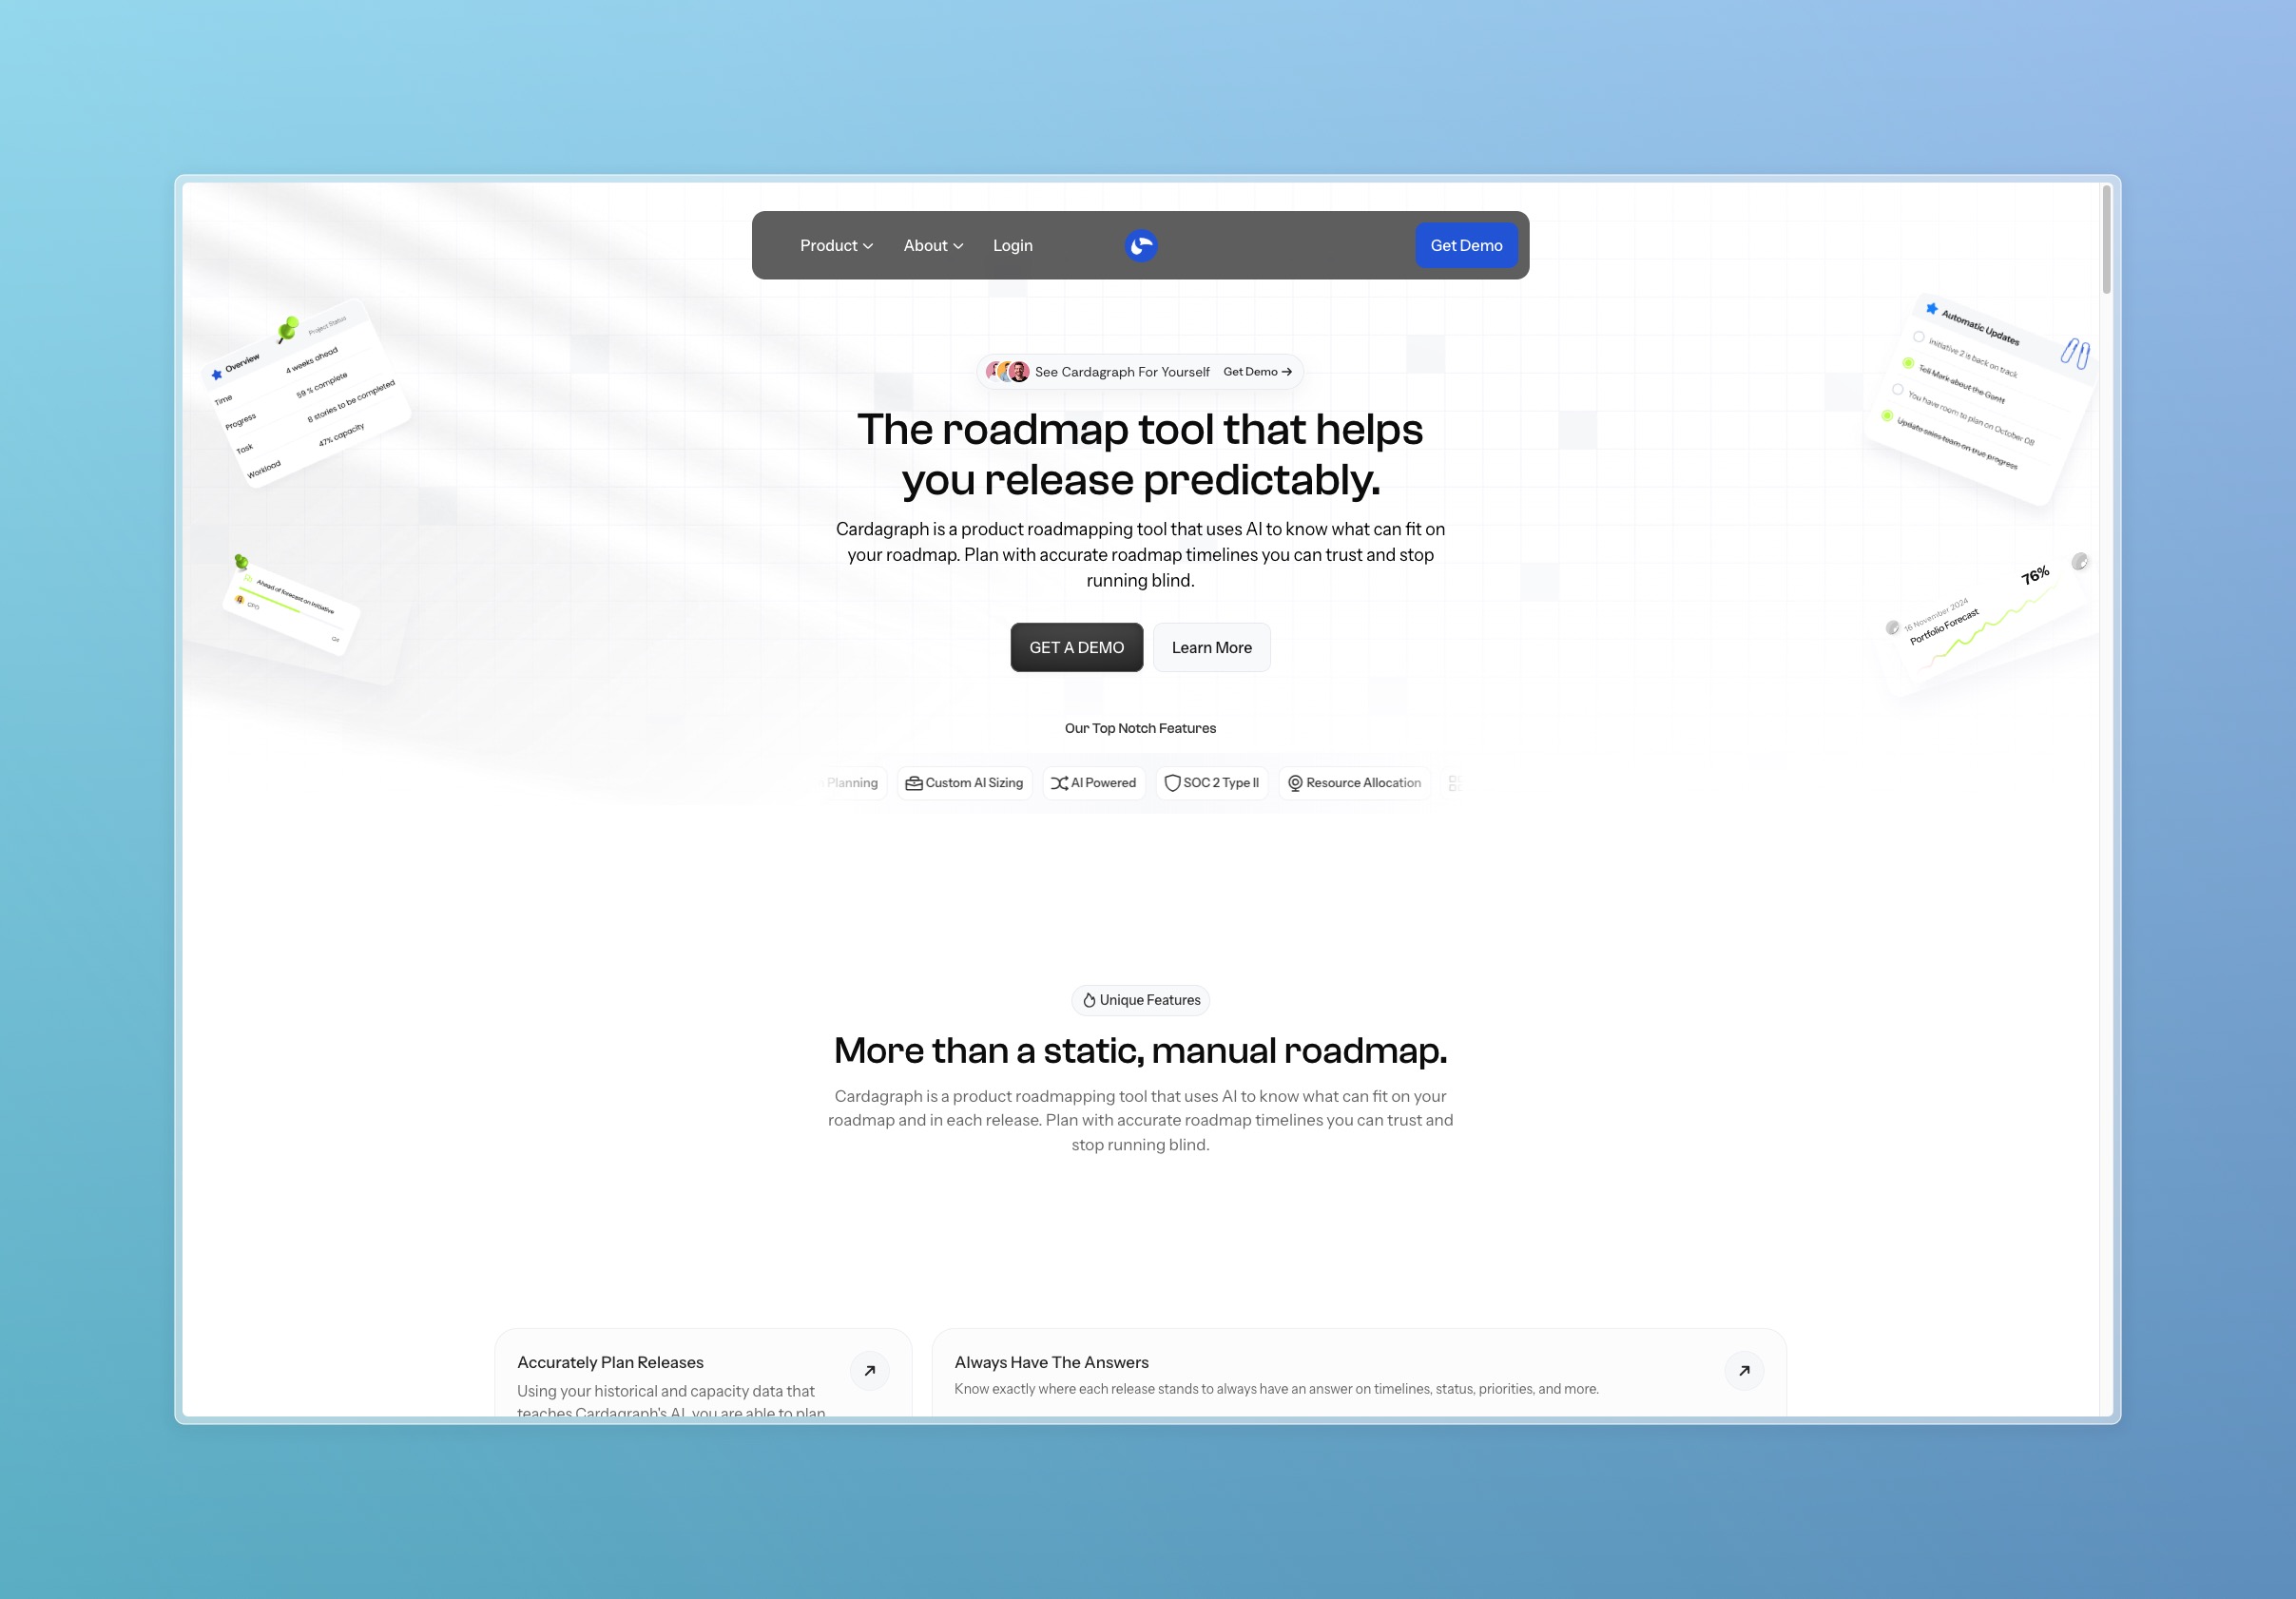 Product
About
Login
Get Demo
Overview
Project Status
Time
4 weeks ahead
Progress
59 % complete
Task
8 stories to be completed
Workload
47% capacity
Automatic Updates
Initiative 2 is back on track
Tell Mark about the Gantt
You have room to plan on October 08
Update sales team on true progress
See Cardagraph For Yourself
Get Demo
The roadmap tool that helps
you release predictably.
Cardagraph is a product roadmapping tool that uses AI to know what can fit on
your roadmap. Plan with accurate roadmap timelines you can trust and stop
running blind.
Ahead of forecast on Initiative
CPO
76%
16 November 2024
Portfolio Forecast
GET A DEMO
Learn More
Our Top Notch Features
Planning
Custom AI Sizing
AI Powered
SOC 2 Type II
Resource Allocation
Unique Features
More than a static, manual roadmap.
Cardagraph is a product roadmapping tool that uses AI to know what can fit on your
roadmap and in each release. Plan with accurate roadmap timelines you can trust and
stop running blind.
Accurately Plan Releases
Using your historical and capacity data that
teaches Cardagraph's AI, you are able to plan
Always Have The Answers
Know exactly where each release stands to always have an answer on timelines, status, priorities, and more.